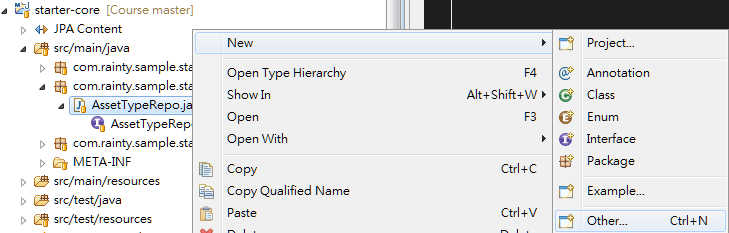 starter-core [Course master]
JPA Content
src/main/java
com.rainty.sample.sta
com.rainty.sample.sta
AssetTypeRepo.ja
AssetTypeRepo
com.rainty.sample.sta
META-INF
src/main/resources
src/test/java
src/test/resources
New
Open Type Hierarchy F4
Show In Alt+Shift+W
Open F3
Open With
Copy Ctrl+C
Copy Qualified Name
Paste Ctrl+V
Project...
Annotation
Class
Enum
Interface
Package
Example...
Other... Ctrl+N